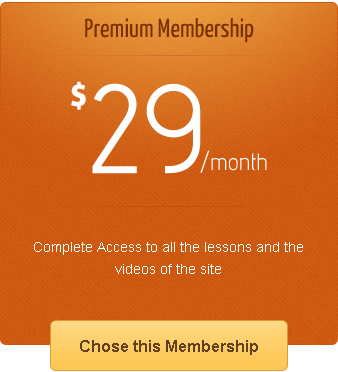 Premium Membership
$29/month
Complete Access to all the lessons and the
videos of the site
Chose this Membership